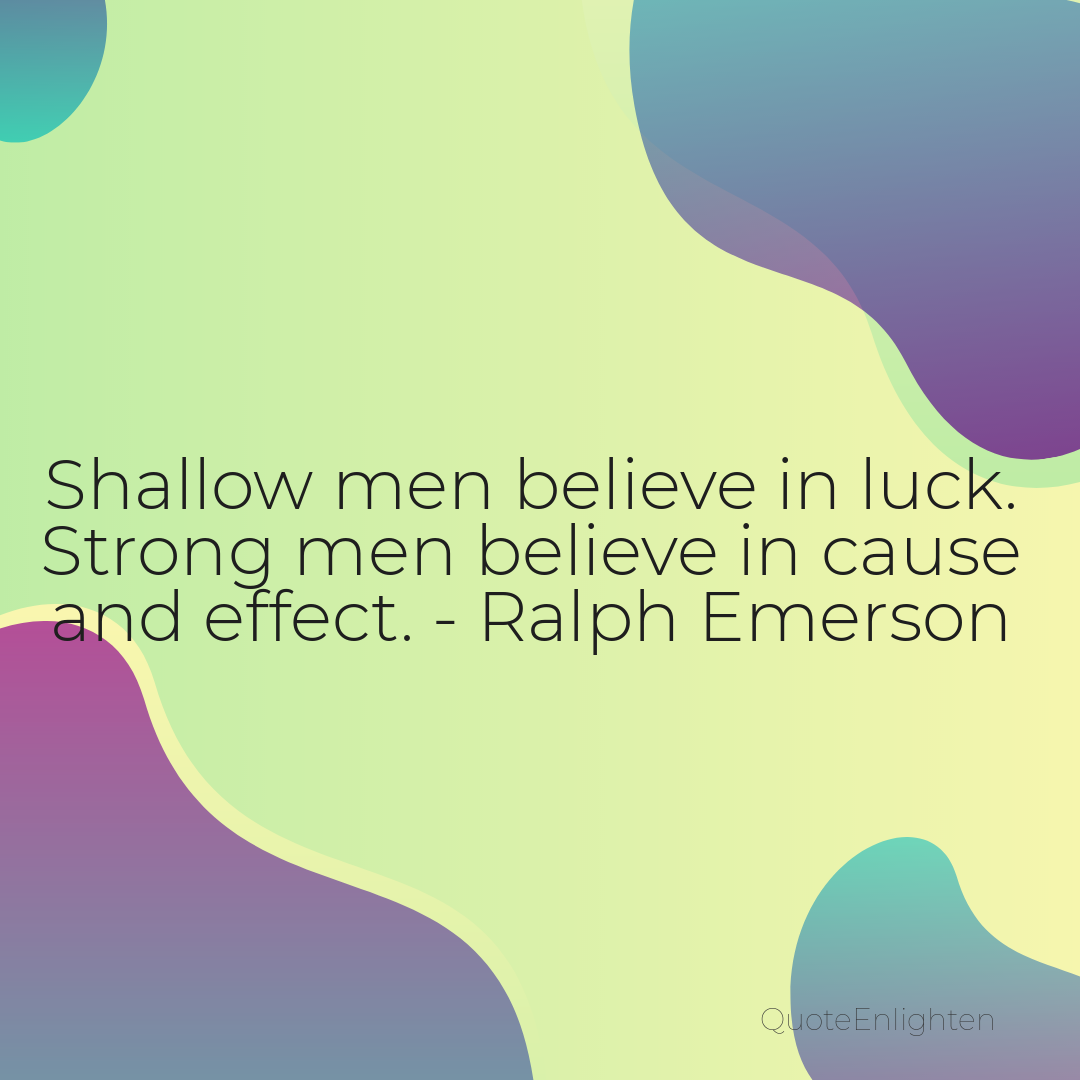 Shallow men believe in luck.
Strong men believe in cause
and effect. - Ralph Emerson
QuoteEnlighten